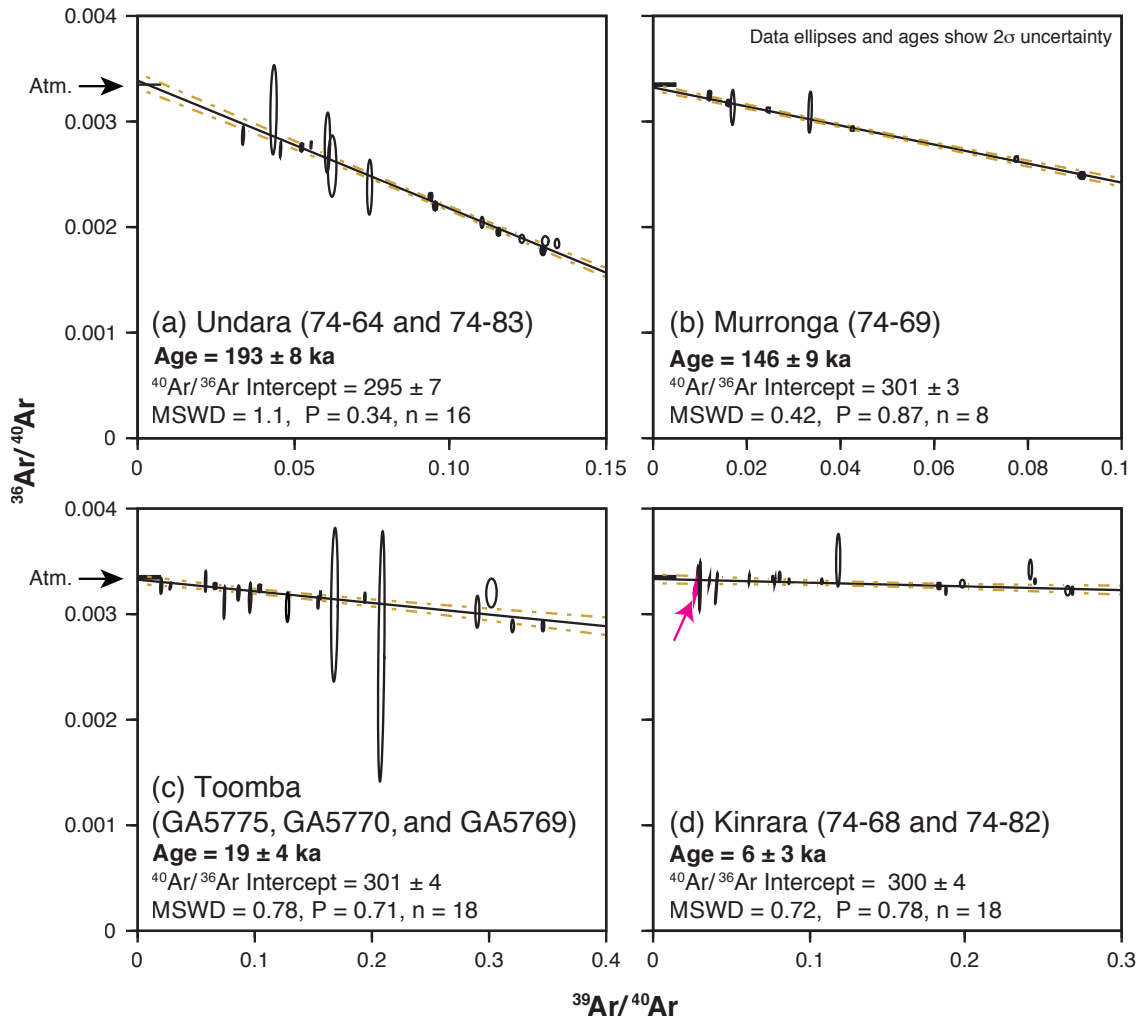 0.004
0.003
0.002
0.001
0
Atm.
0
0.05
0.10
0.15
(a) Undara (74-64 and 74-83)
Age = 193 ± 8 ka
⁴⁰Ar/³⁶Ar Intercept = 295 ± 7
MSWD = 1.1, P = 0.34, n = 16
Data ellipses and ages show 2σ uncertainty
(b) Murronga (74-69)
Age = 146 ± 9 ka
⁴⁰Ar/³⁶Ar Intercept = 301 ± 3
MSWD = 0.42, P = 0.87, n = 8
0
0.02
0.04
0.06
0.08
0.1
³⁶Ar/⁴⁰Ar
0.004
0.003
0.002
0.001
0
Atm.
(c) Toomba
(GA5775, GA5770, and GA5769)
Age = 19 ± 4 ka
⁴⁰Ar/³⁶Ar Intercept = 301 ± 4
MSWD = 0.78, P = 0.71, n = 18
0
0.1
0.2
0.3
0.4
(d) Kinrara (74-68 and 74-82)
Age = 6 ± 3 ka
⁴⁰Ar/³⁶Ar Intercept = 300 ± 4
MSWD = 0.72, P = 0.78, n = 18
0
0.1
0.2
0.3
³⁹Ar/⁴⁰Ar